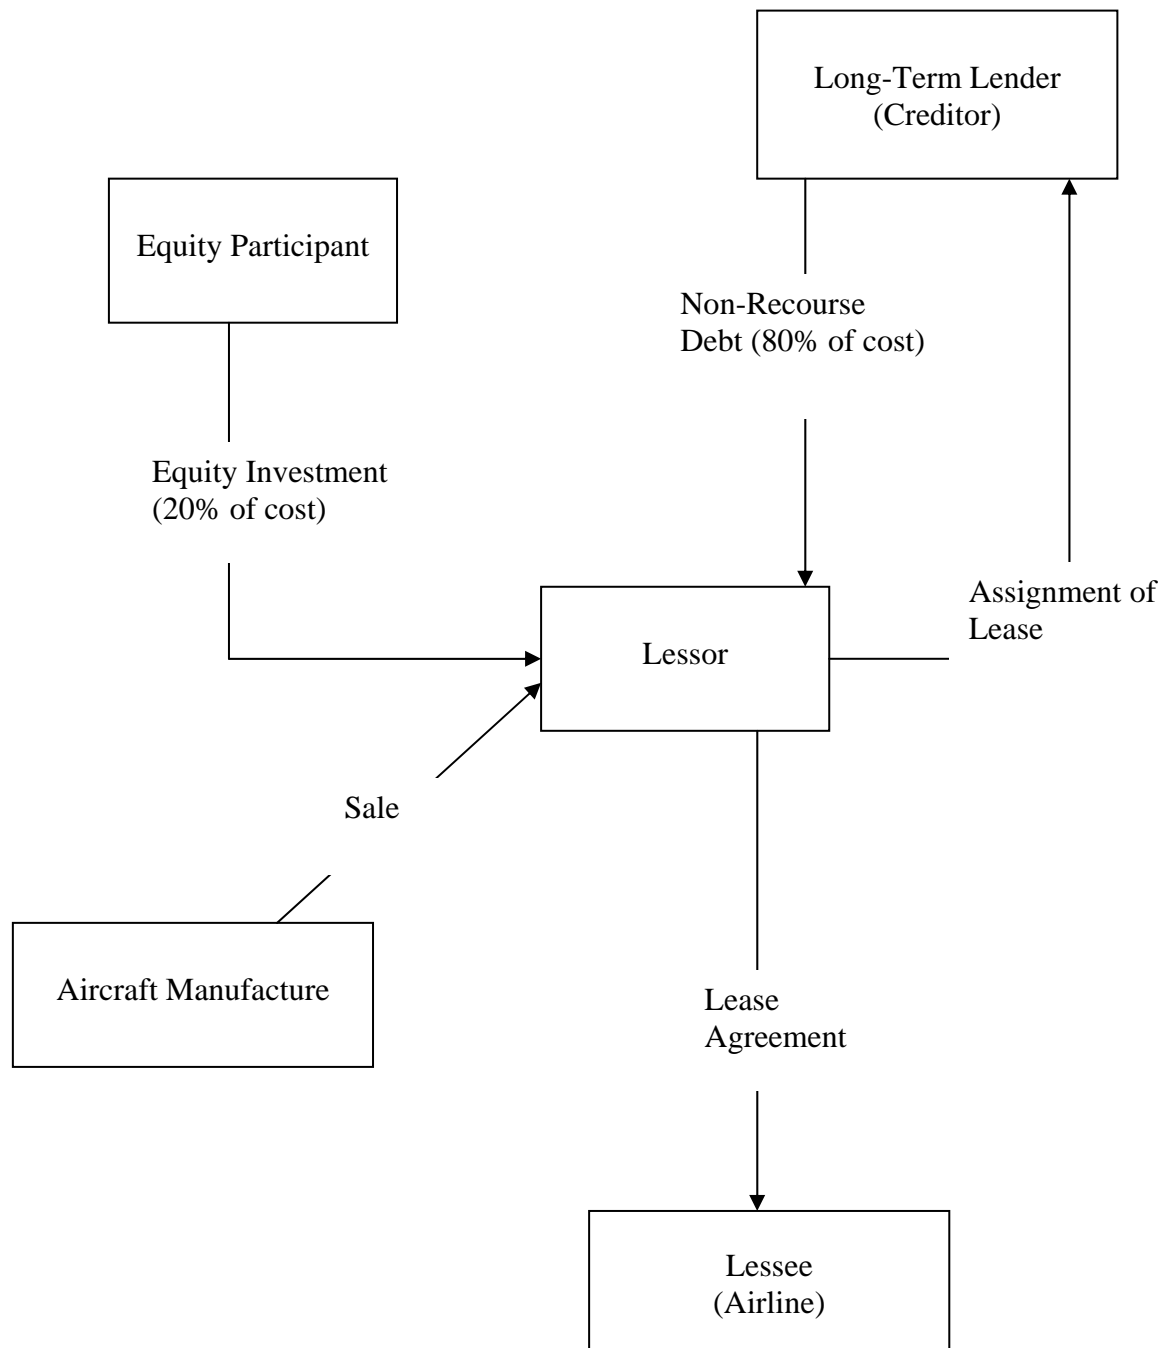 Long-Term Lender
(Creditor)
Equity Participant
Non-Recourse
Debt (80% of cost)
Equity Investment
(20% of cost)
Assignment of
Lease
Lessor
Sale
Aircraft Manufacture
Lease
Agreement
Lessee
(Airline)